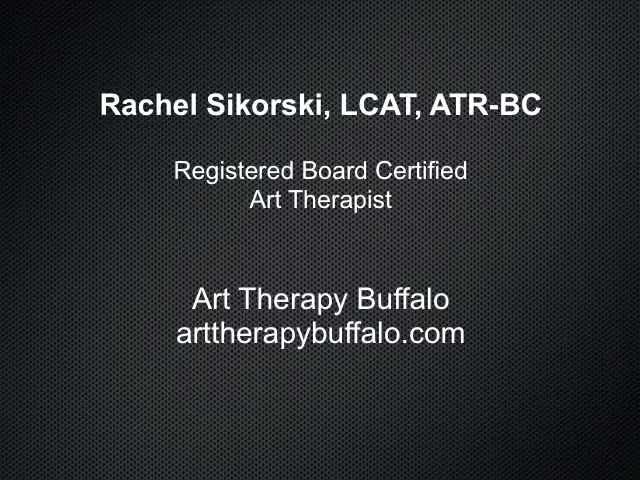 Rachel Sikorski, LCAT, ATR-BC
Registered Board Certified
Art Therapist
Art Therapy Buffalo
arttherapybuffalo.com